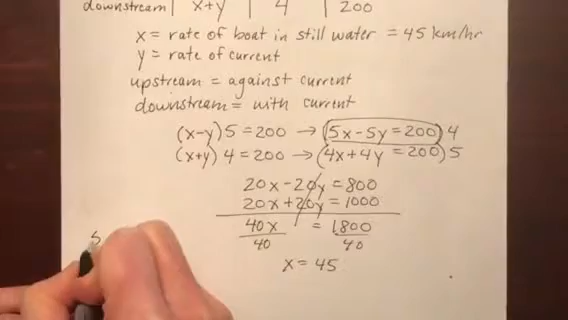 downstream | x+y | 4 | 200
x = rate of boat in still water = 45 km/hr
y = rate of current
upstream = against current
downstream = with current
(x-y)5 = 200 → (5x-5y=200)4
(x+y)4=200 → (4x+4y=200)5
20x-20y=800
20x+20y=1000
40x = 1800
40 40
x=45
5